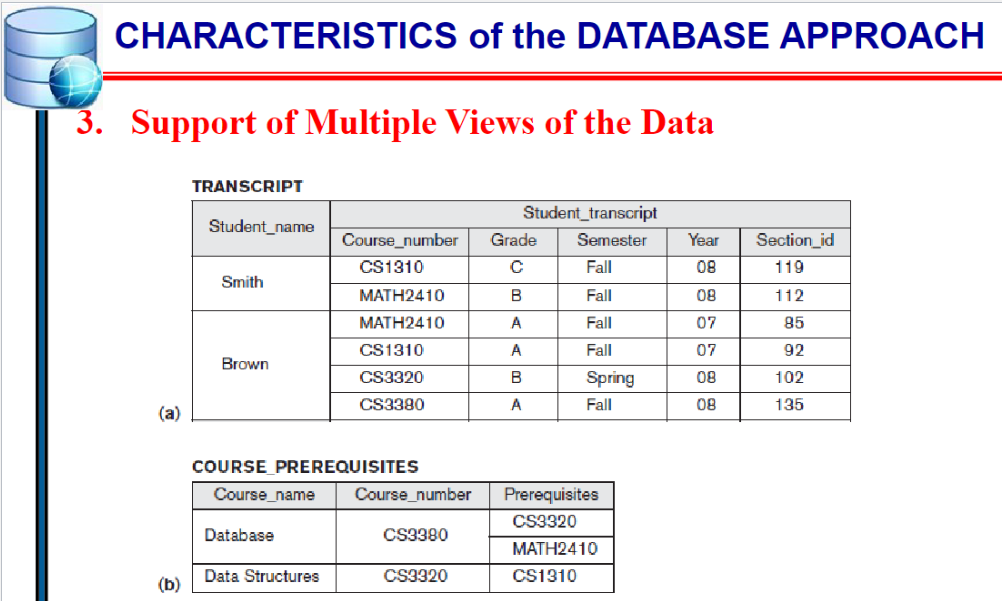 CHARACTERISTICS of the DATABASE APPROACH
3. Support of Multiple Views of the Data
TRANSCRIPT
Student_name Student_transcript
Course_number Grade Semester Year Section_id
Smith CS1310 C Fall 08 119
MATH2410 B Fall 08 112
Brown MATH2410 A Fall 07 85
CS1310 A Fall 07 92
CS3320 B Spring 08 102
CS3380 A Fall 08 135
(a)
COURSE_PREREQUISITES
Course_name Course_number Prerequisites
Database CS3380 CS3320
MATH2410
Data Structures CS3320 CS1310
(b)